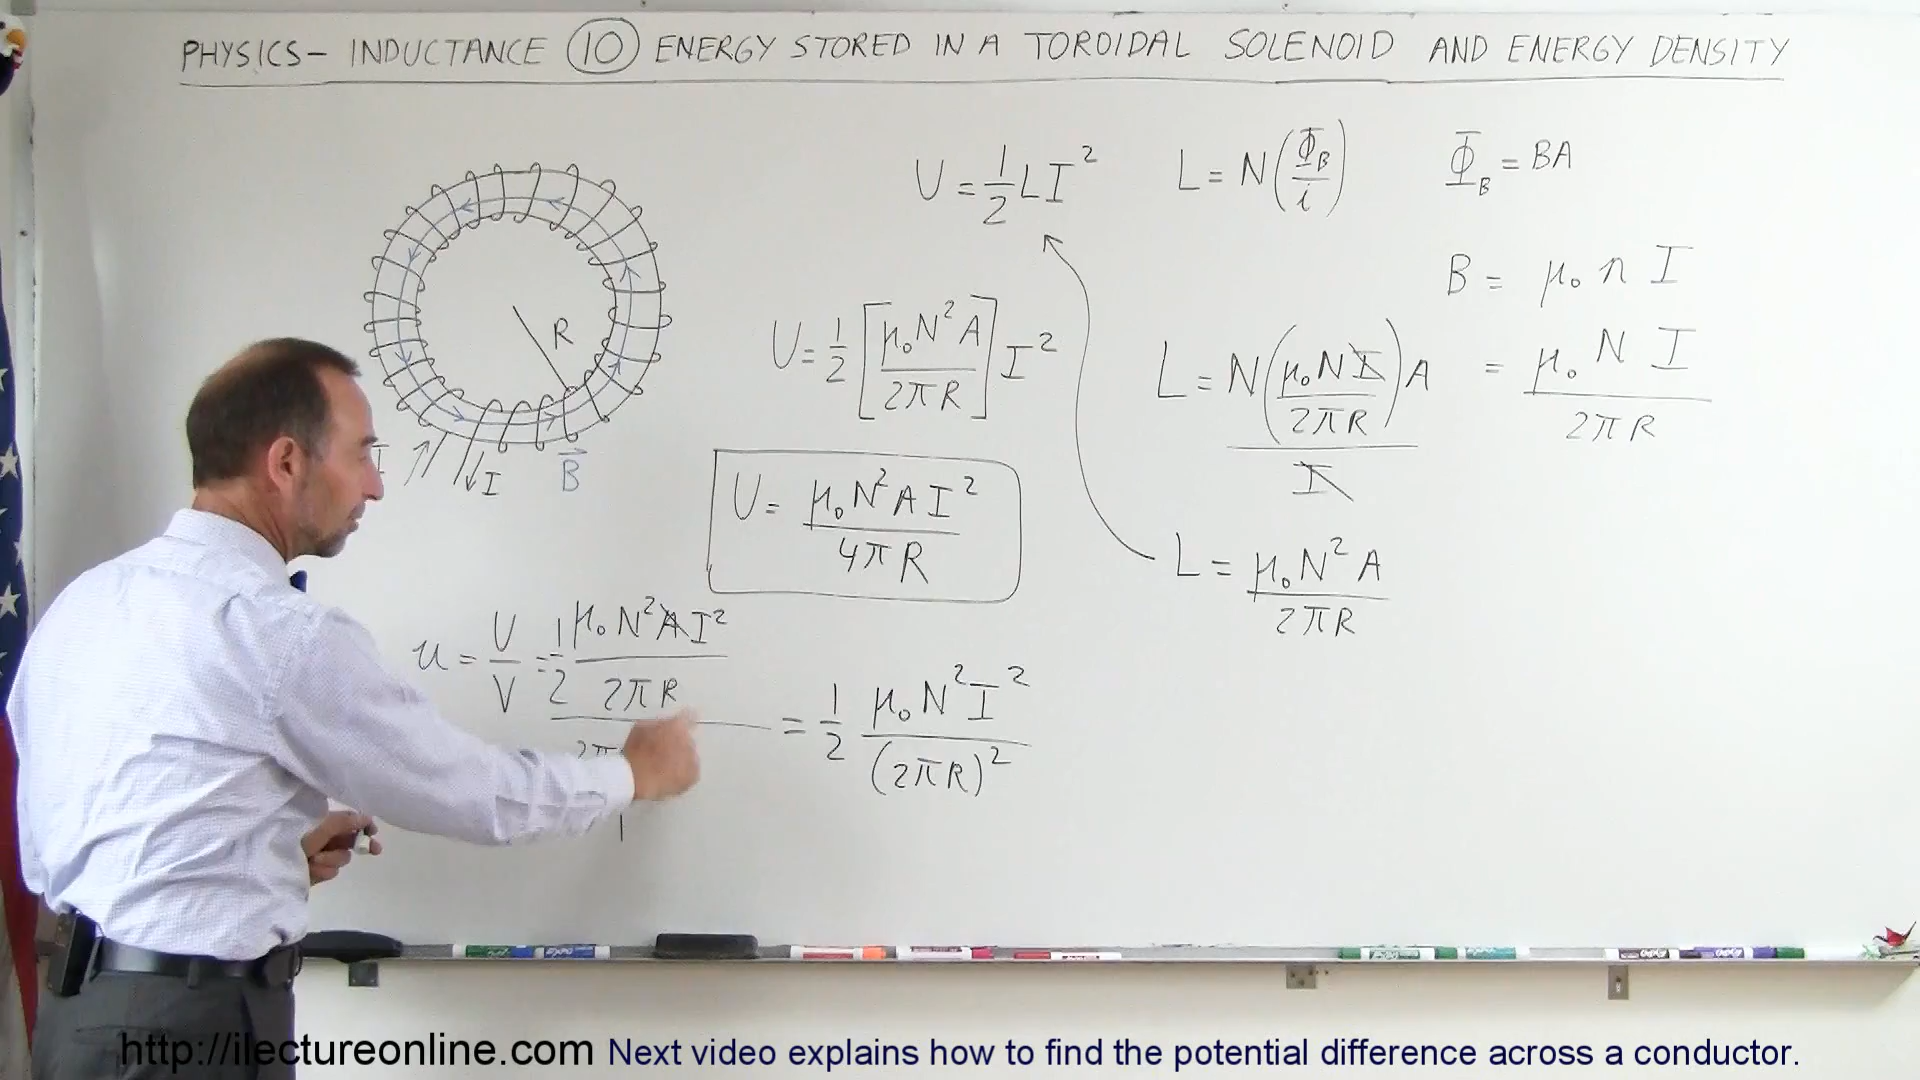 PHYSICS- INDUCTANCE (10) ENERGY STORED IN A TOROIDAL SOLENOID AND ENERGY DENSITY
U = 1/2 LI² L = N(Φ_B/i) Φ_B = BA
B = μ₀ n I
R
U = 1/2 [μ₀N²A/2πR] I² L = N(μ₀NI/2πR)A/I = μ₀ N I/2πR
I I B
U = μ₀N²AI²/4πR L = μ₀N²A/2πR
u = U/V = 1/2 μ₀N²AI²/2πR = 1/2 μ₀N²I²/(2πR)²
2π
http://ilectureonline.com Next video explains how to find the potential difference across a conductor.